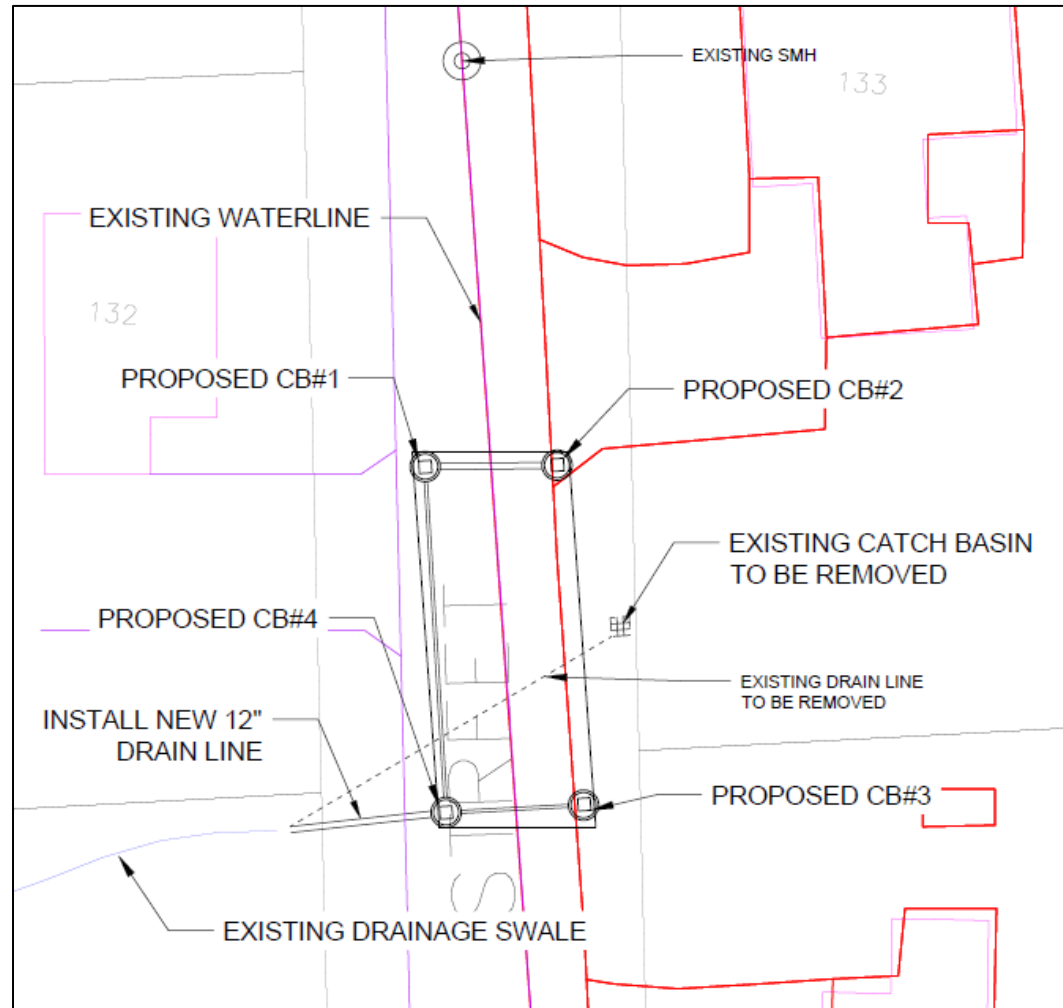 EXISTING SMH
133
EXISTING WATERLINE
132
PROPOSED CB#1
PROPOSED CB#2
EXISTING CATCH BASIN
TO BE REMOVED
PROPOSED CB#4
EXISTING DRAIN LINE
TO BE REMOVED
INSTALL NEW 12"
DRAIN LINE
PROPOSED CB#3
EXISTING DRAINAGE SWALE